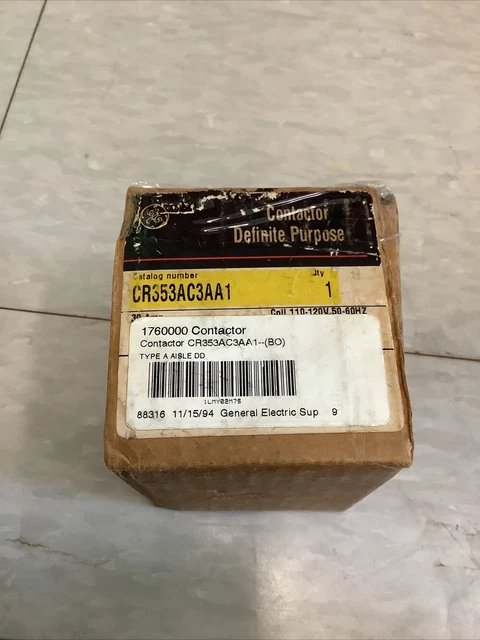 Contactor
Definite Purpose
Catalog number
Qty
CR353AC3AA1
1
30 Amp
Coil 110-120V.50-60HZ
1760000 Contactor
Contactor CR353AC3AA1--(BO)
TYPE A AISLE DD
88316 11/15/94 General Electric Sup 9